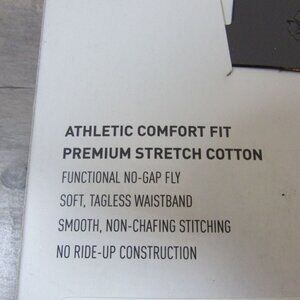 ATHLETIC COMFORT FIT
PREMIUM STRETCH COTTON
FUNCTIONAL NO-GAP FLY
SOFT, TAGLESS WAISTBAND
SMOOTH, NON-CHAFING STITCHING
NO RIDE-UP CONSTRUCTION